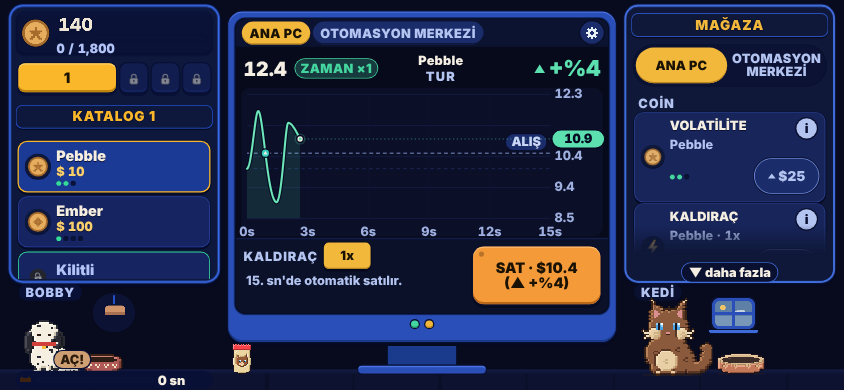 140
0 / 1,800
1
KATALOG 1
Pebble
$ 10
Ember
$ 100
Kilitli
BOBBY
AÇ!
0 sn
ANA PC
OTOMASYON MERKEZİ
12.4
ZAMAN ×1
Pebble
TUR
▲ +%4
12.3
ALIŞ
10.9
10.4
9.5
8.5
0s 3s 6s 9s 12s 15s
KALDIRAÇ
1x
15. sn'de otomatik satılır.
SAT · $10.4
(▲ +%4)
MAĞAZA
ANA PC
OTOMASYON
MERKEZİ
COİN
VOLATİLİTE
i
Pebble
▲ $25
KALDIRAÇ
i
Pebble · 1x
▼ daha fazla
KEDİ